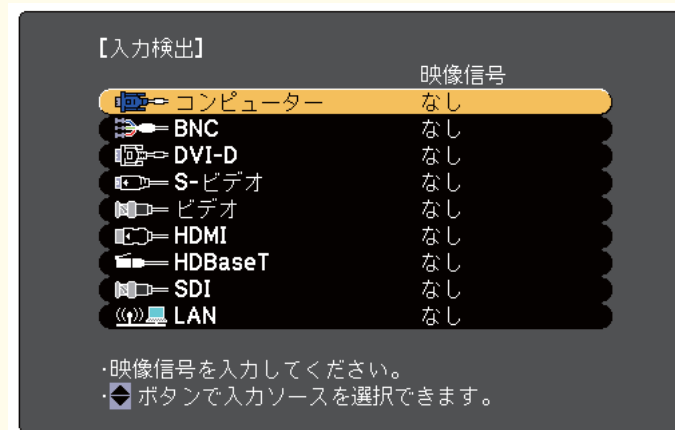 【入力検出】
映像信号
コンピューター なし
BNC なし
DVI-D なし
S-ビデオ なし
ビデオ なし
HDMI なし
HDBaseT なし
SDI なし
LAN なし
･映像信号を入力してください。
･ ボタンで入力ソースを選択できます。